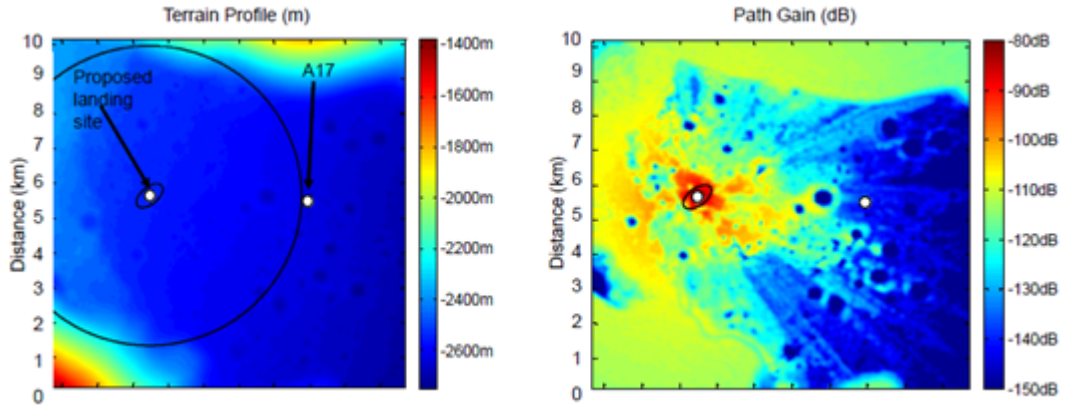 Terrain Profile (m)
Distance (km)
10
9
8
7
6
5
4
3
2
1
0
Proposed
landing
site
A17
-1400m
-1600m
-1800m
-2000m
-2200m
-2400m
-2600m
Path Gain (dB)
Distance (km)
10
9
8
7
6
5
4
3
2
1
0
-80dB
-90dB
-100dB
-110dB
-120dB
-130dB
-140dB
-150dB